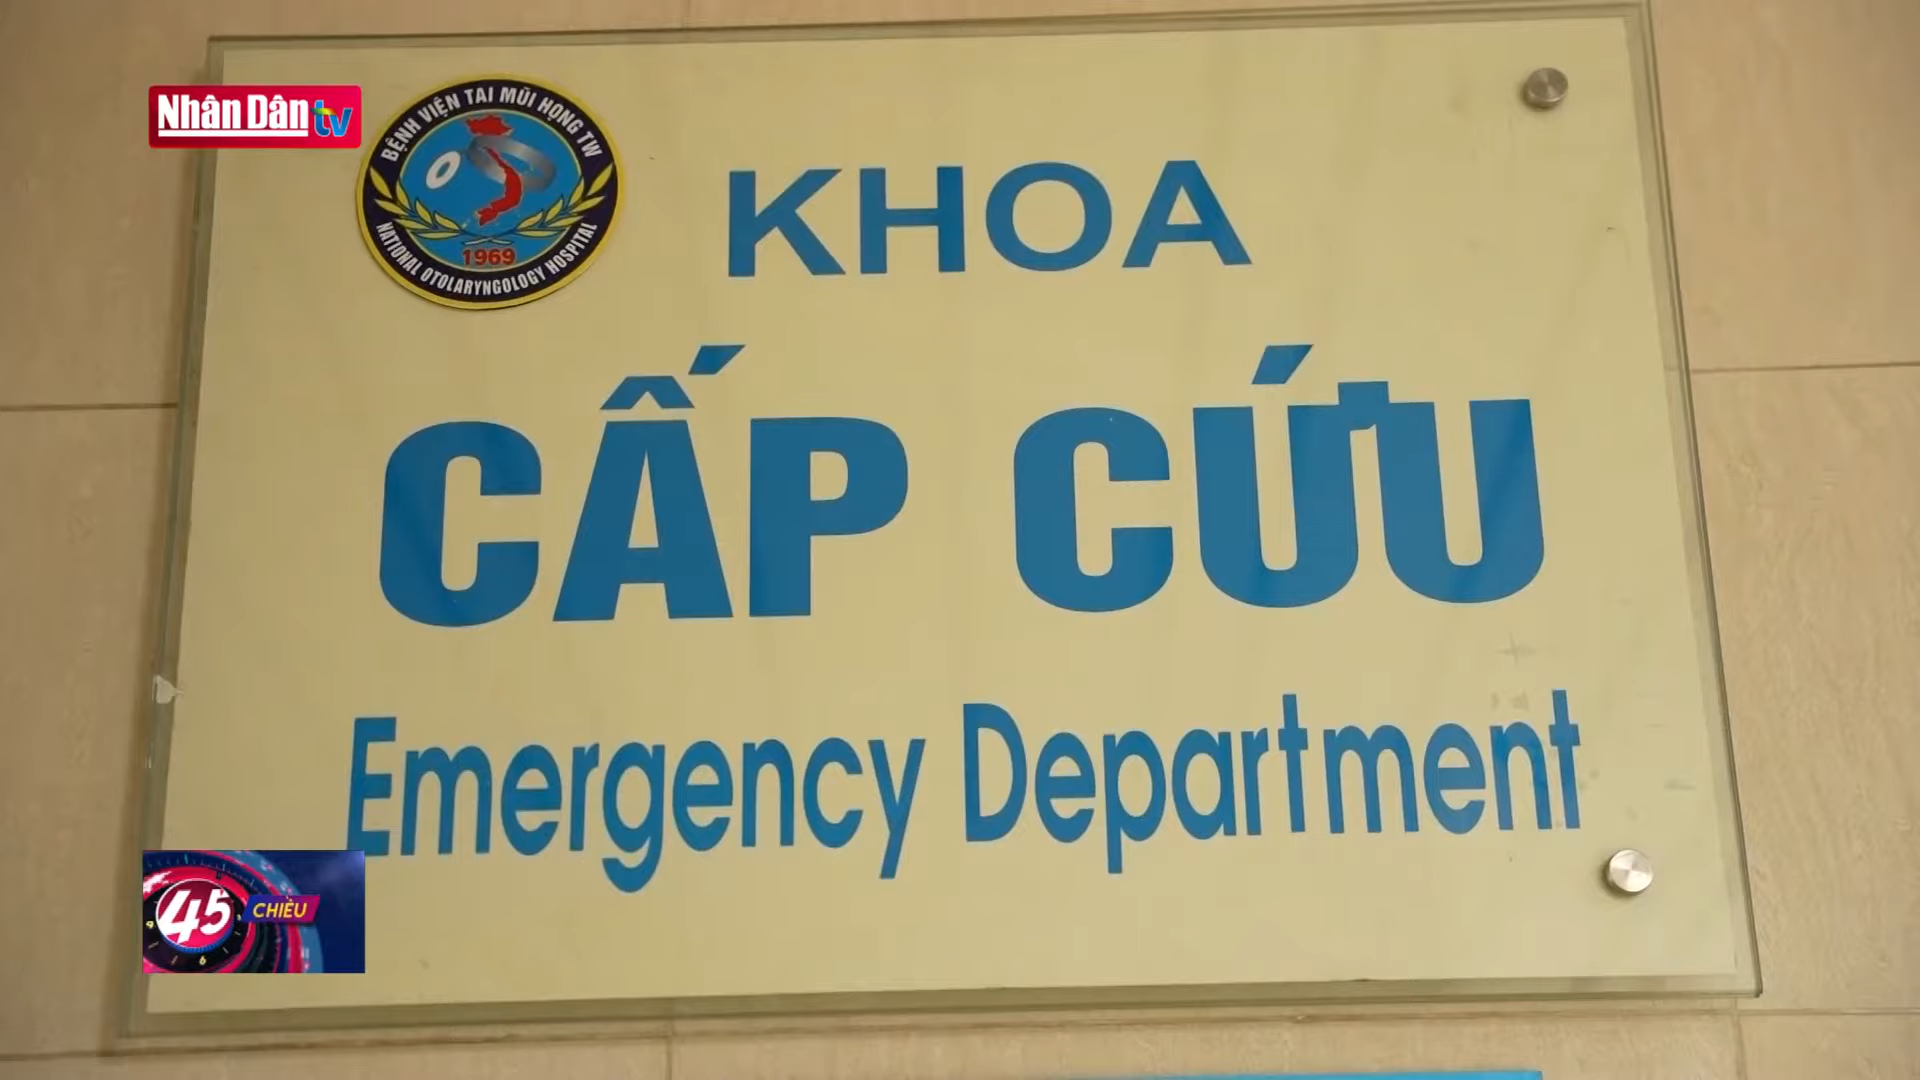 Nhân Dân tv
BỆNH VIỆN TAI MŨI HỌNG TW
1969
NATIONAL OTOLARYNGOLOGY HOSPITAL
KHOA
CẤP CỨU
Emergency Department
45 CHIỀU